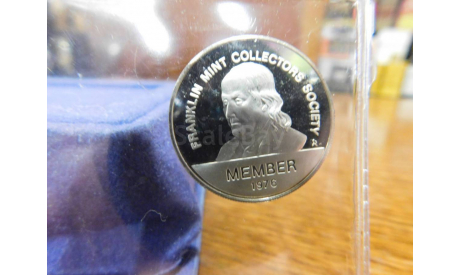 FRANKLIN MINT COLLECTORS SOCIETY
MEMBER
1976